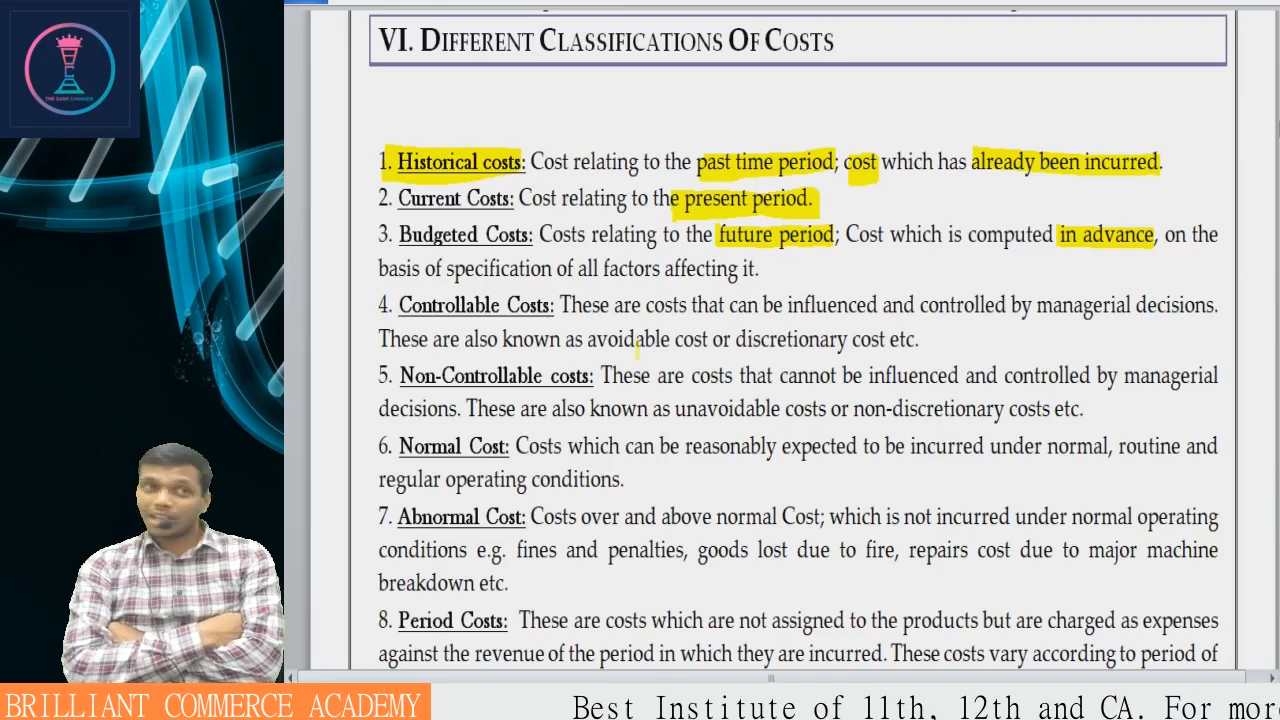 THE GAME CHANGER
VI. DIFFERENT CLASSIFICATIONS OF COSTS
1. Historical costs: Cost relating to the past time period; cost which has already been incurred.
2. Current Costs: Cost relating to the present period.
3. Budgeted Costs: Costs relating to the future period; Cost which is computed in advance, on the
basis of specification of all factors affecting it.
4. Controllable Costs: These are costs that can be influenced and controlled by managerial decisions.
These are also known as avoidable cost or discretionary cost etc.
5. Non-Controllable costs: These are costs that cannot be influenced and controlled by managerial
decisions. These are also known as unavoidable costs or non-discretionary costs etc.
6. Normal Cost: Costs which can be reasonably expected to be incurred under normal, routine and
regular operating conditions.
7. Abnormal Cost: Costs over and above normal Cost; which is not incurred under normal operating
conditions e.g. fines and penalties, goods lost due to fire, repairs cost due to major machine
breakdown etc.
8. Period Costs: These are costs which are not assigned to the products but are charged as expenses
against the revenue of the period in which they are incurred. These costs vary according to period of
BRILLIANT COMMERCE ACADEMY
Best Institute of 11th, 12th and CA. For mor